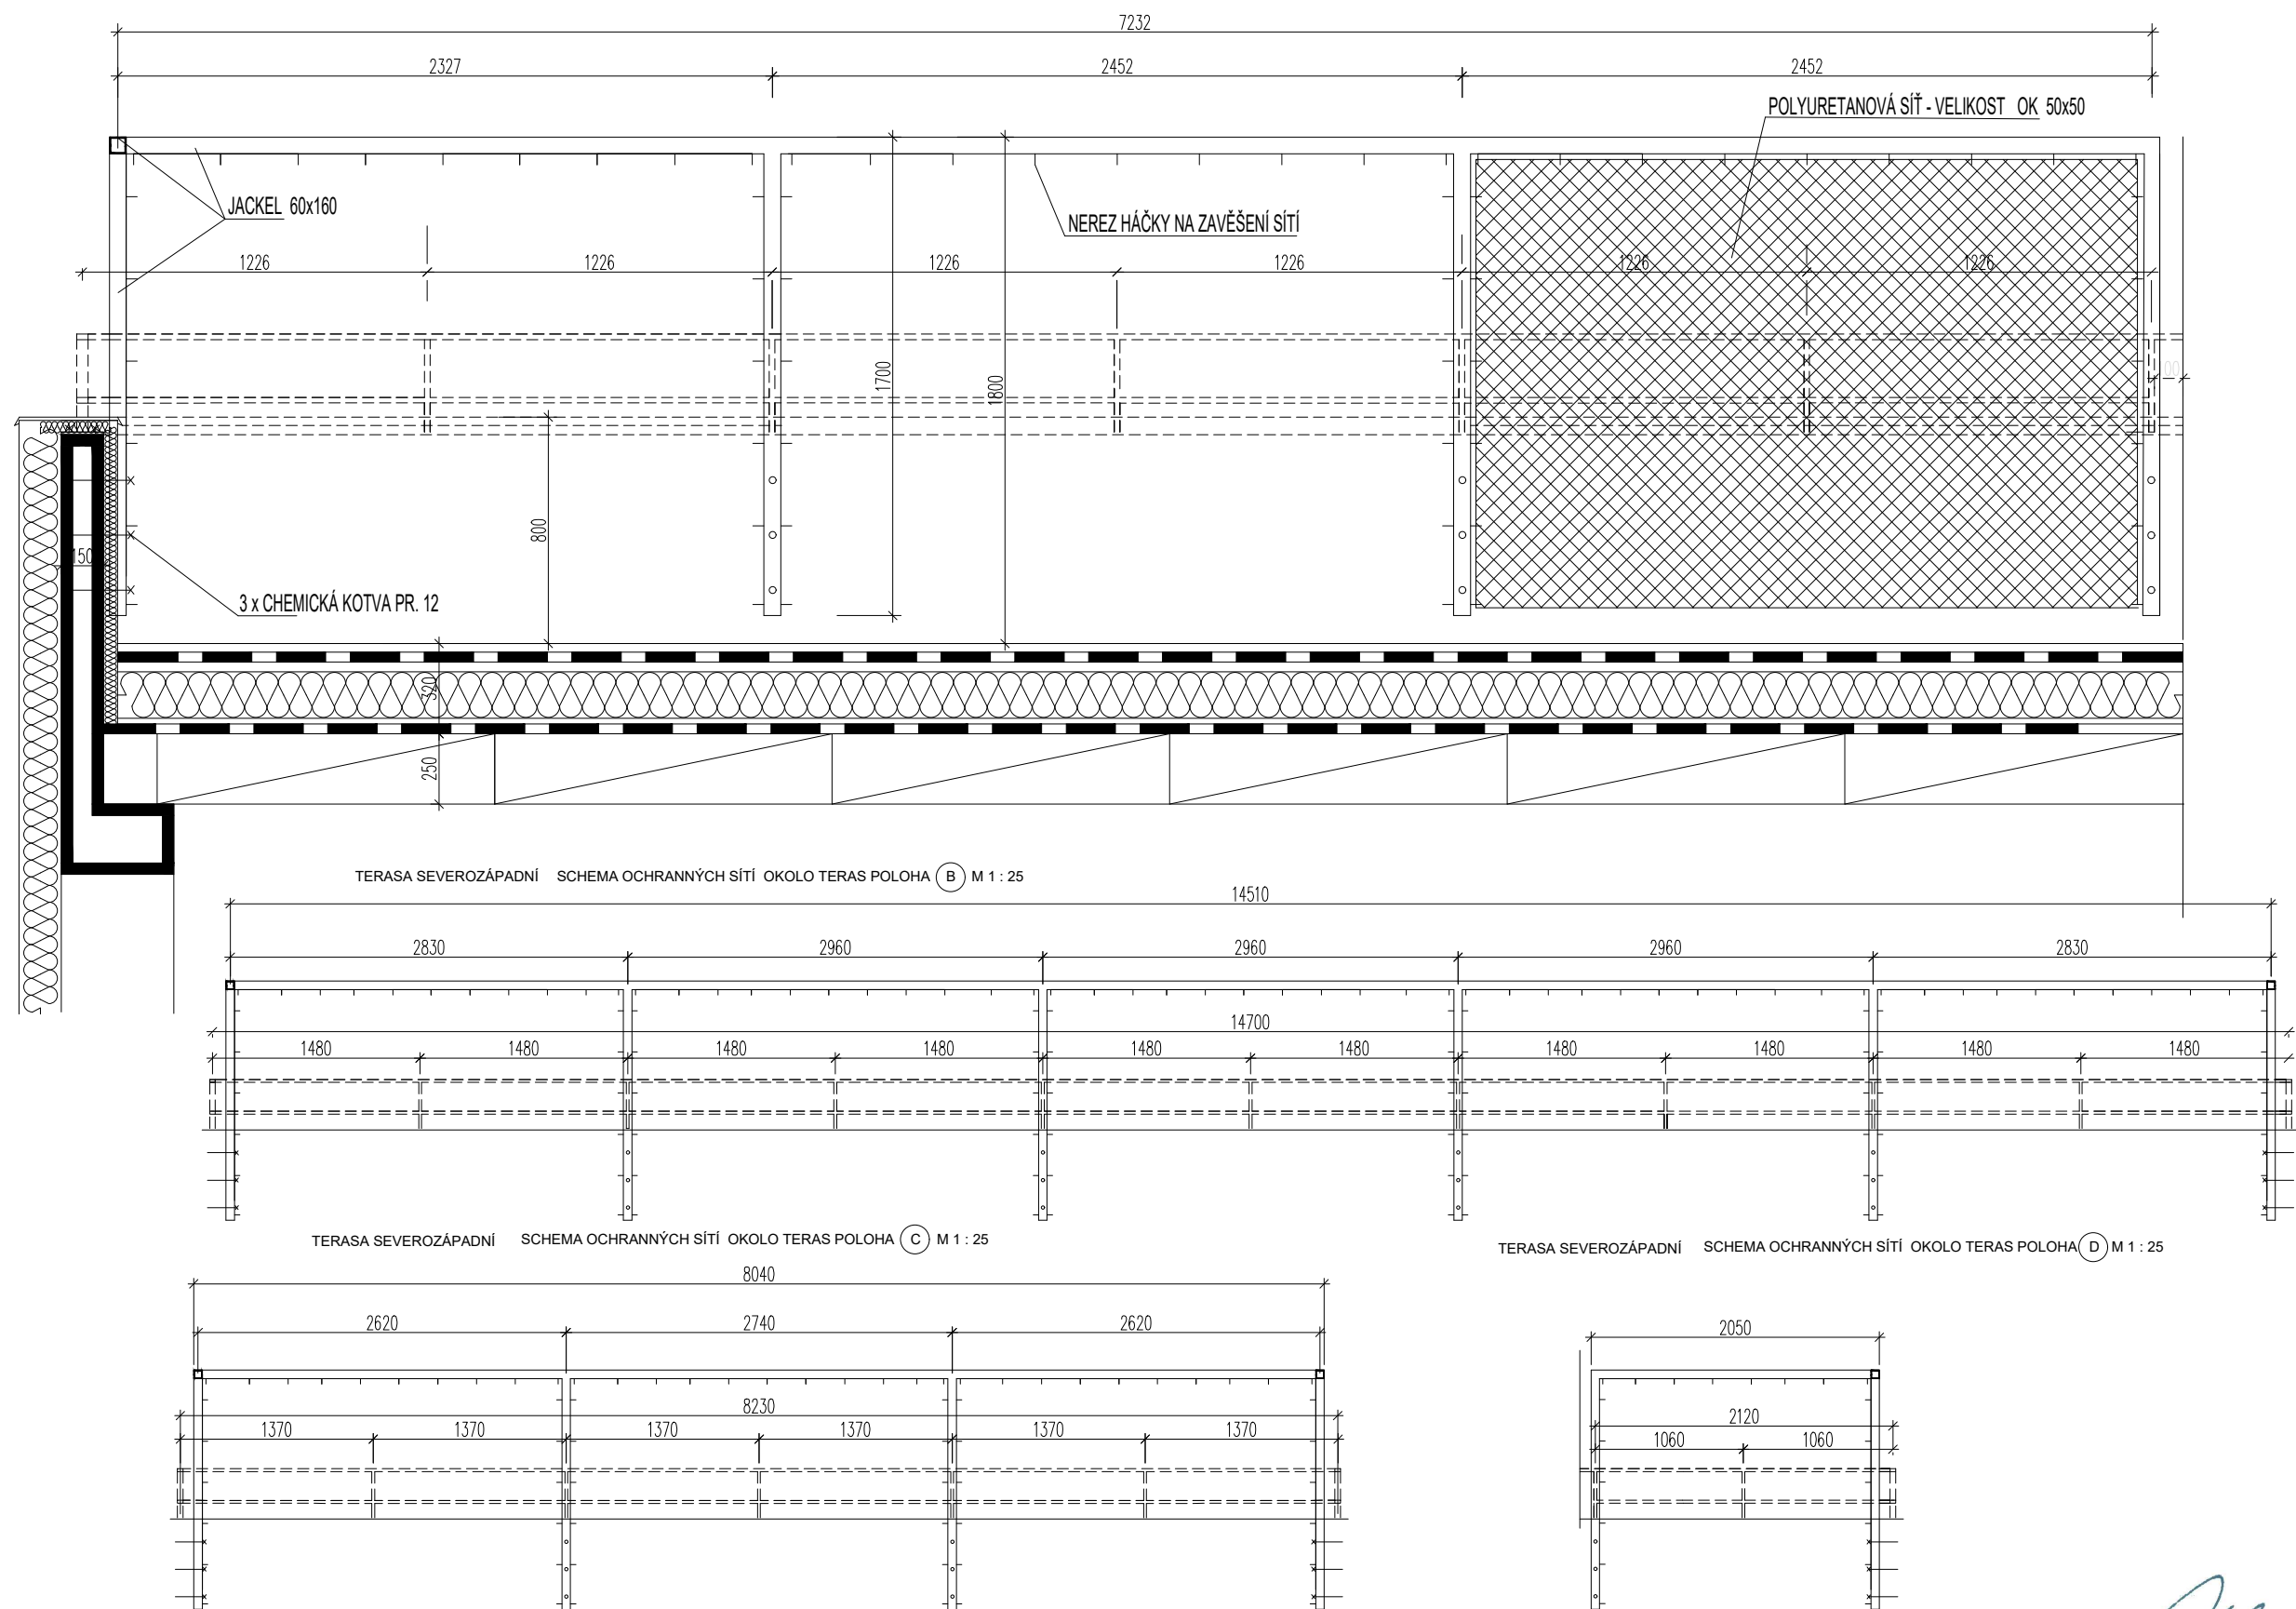 7232
2327 2452 2452
POLYURETANOVÁ SÍŤ - VELIKOST OK 50x50
JACKEL 60x160
NEREZ HÁČKY NA ZAVĚŠENÍ SÍTÍ
1226 1226 1226 1226 1226 1226
1700
1800
800
150
3 x CHEMICKÁ KOTVA PR. 12
320
250
TERASA SEVEROZÁPADNÍ SCHEMA OCHRANNÝCH SÍTÍ OKOLO TERAS POLOHA B M 1 : 25
14510
2830 2960 2960 2960 2830
14700
1480 1480 1480 1480 1480 1480 1480 1480 1480 1480
TERASA SEVEROZÁPADNÍ SCHEMA OCHRANNÝCH SÍTÍ OKOLO TERAS POLOHA C M 1 : 25
TERASA SEVEROZÁPADNÍ SCHEMA OCHRANNÝCH SÍTÍ OKOLO TERAS POLOHA D M 1 : 25
8040
2620 2740 2620
2050
8230
1370 1370 1370 1370 1370 1370
2120
1060 1060